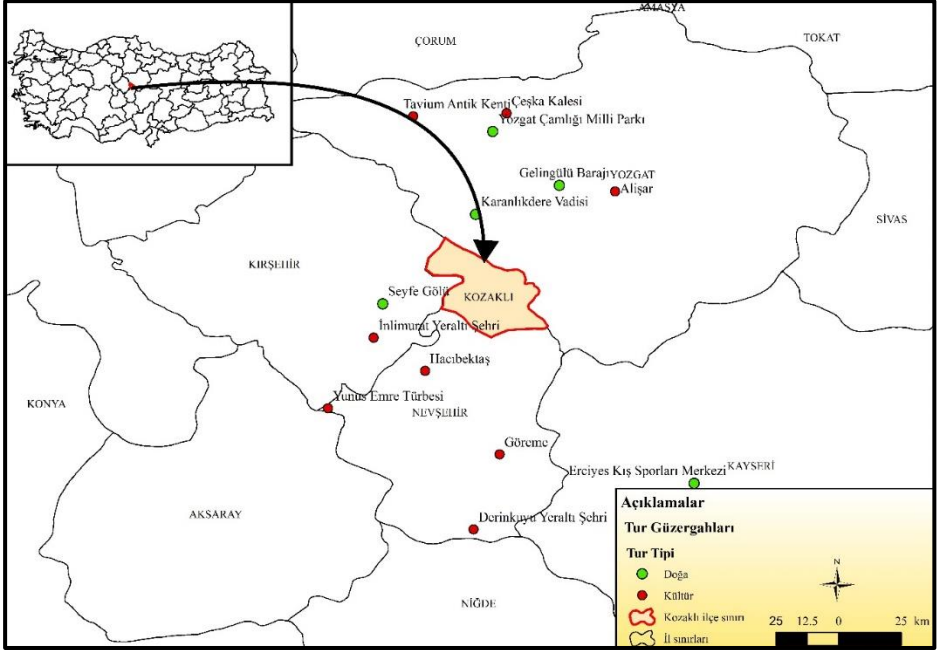 AMASYA
TOKAT
ÇORUM
Tavium Antik Kenti
Çeşka Kalesi
Yozgat Çamlığı Milli Parkı
Gelingülü Barajı
YOZGAT
Alişar
Karanlıkdere Vadisi
SİVAS
KIRŞEHİR
Seyfe Gölü
KOZAKLI
İnlimurat Yeraltı Şehri
Hacıbektaş
Yunus Emre Türbesi
KONYA
NEVŞEHİR
Göreme
Erciyes Kış Sporları Merkezi
KAYSERİ
AKSARAY
Derinkuyu Yeraltı Şehri
NİĞDE
Açıklamalar
Tur Güzergahları
Tur Tipi
Doğa
Kültür
Kozaklı ilçe sınırı
İl sınırları
N
25 12.5 0 25 km